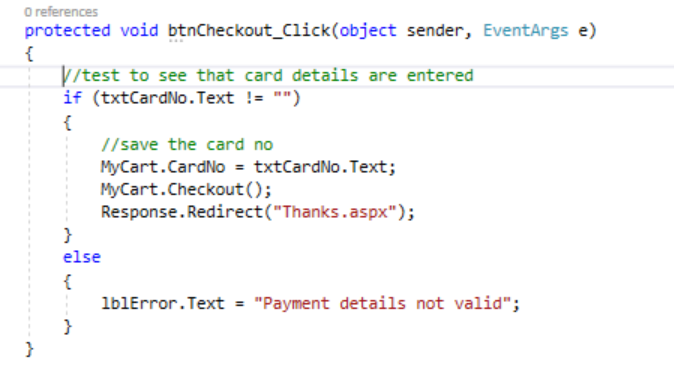 0 references
protected void btnCheckout_Click(object sender, EventArgs e)
{
//test to see that card details are entered
if (txtCardNo.Text != "")
{
//save the card no
MyCart.CardNo = txtCardNo.Text;
MyCart.Checkout();
Response.Redirect("Thanks.aspx");
}
else
{
lblError.Text = "Payment details not valid";
}
}